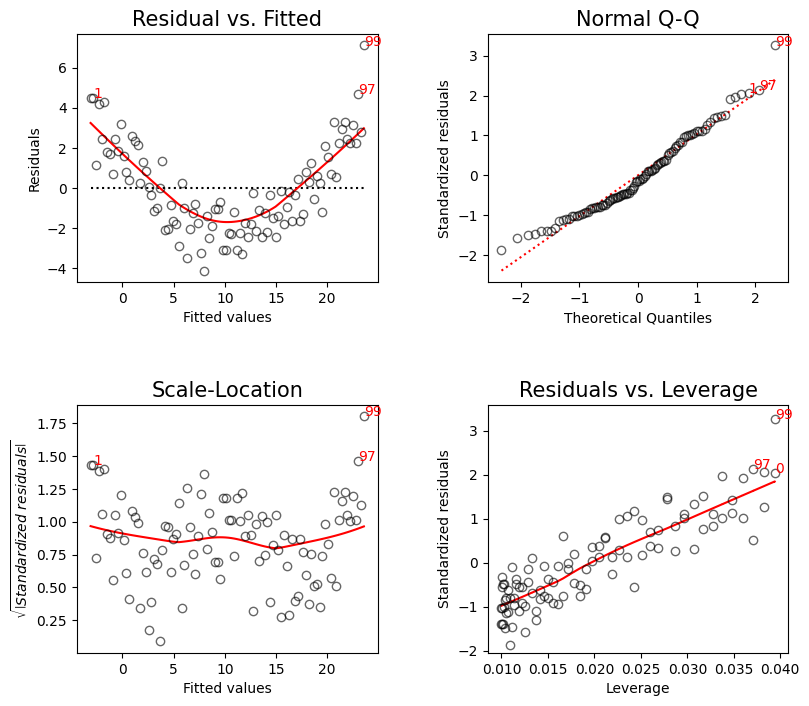 Residual vs. Fitted
Residuals
6
4
2
0
−2
−4
99
97
1
0 5 10 15 20
Fitted values
Normal Q-Q
Standardized residuals
3
2
1
0
−1
−2
99
97
1
−2 −1 0 1 2
Theoretical Quantiles
Scale-Location
√|Standardized residuals|
1.75
1.50
1.25
1.00
0.75
0.50
0.25
99
97
1
0 5 10 15 20
Fitted values
Residuals vs. Leverage
Standardized residuals
3
2
1
0
−1
−2
99
97
0
0.010 0.015 0.020 0.025 0.030 0.035 0.040
Leverage